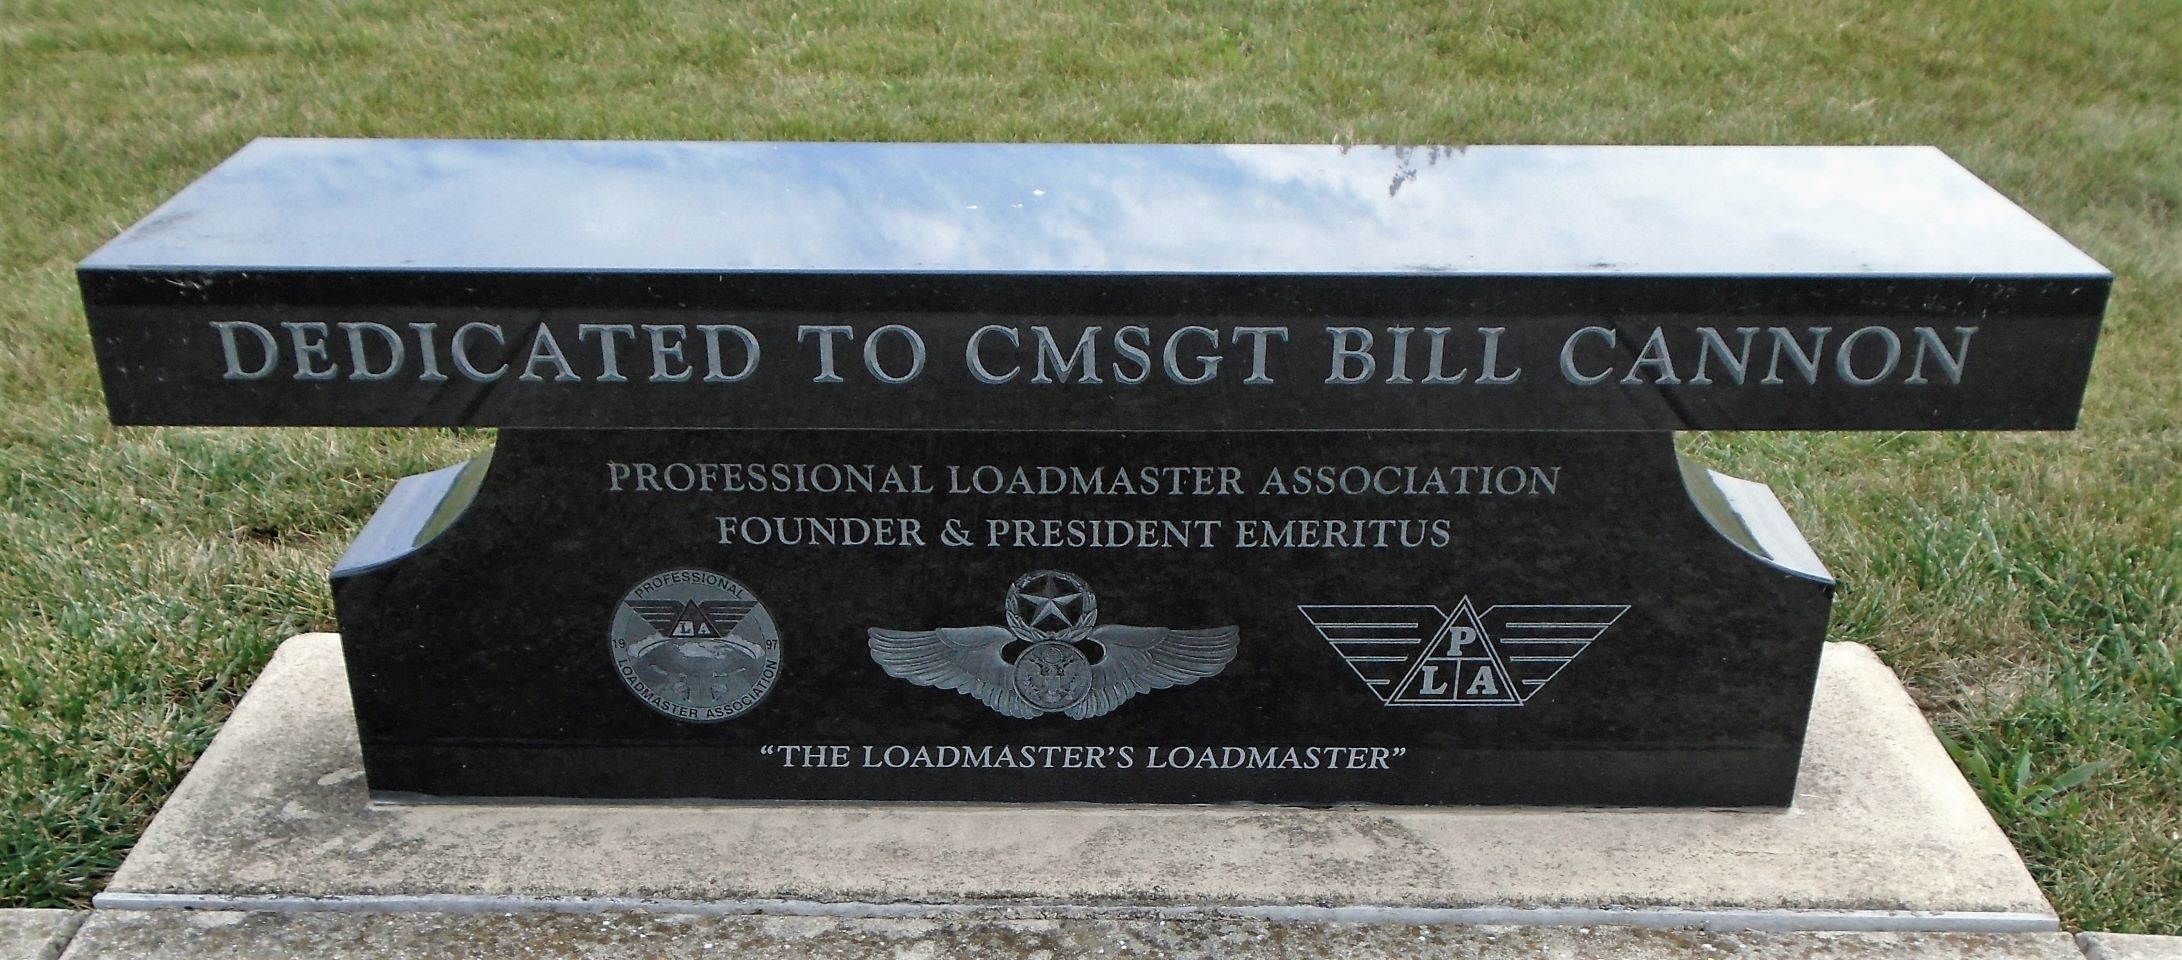 DEDICATED TO CMSGT BILL CANNON
PROFESSIONAL LOADMASTER ASSOCIATION
FOUNDER & PRESIDENT EMERITUS
PROFESSIONAL
19 97
LOADMASTER ASSOCIATION
P
L A
P
L A
“THE LOADMASTER’S LOADMASTER”